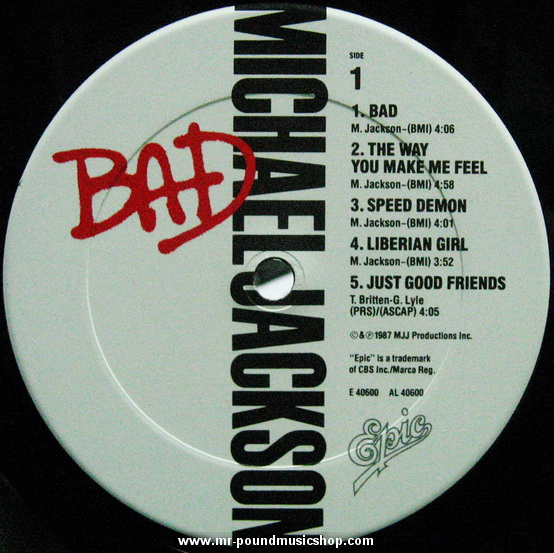 BAD
MICHAEL JACKSON
SIDE
1
1. BAD
M. Jackson-(BMI) 4:06
2. THE WAY
YOU MAKE ME FEEL
M. Jackson-(BMI) 4:58
3. SPEED DEMON
M. Jackson-(BMI) 4:01
4. LIBERIAN GIRL
M. Jackson-(BMI) 3:52
5. JUST GOOD FRIENDS
T. Britten-G. Lyle
(PRS)/(ASCAP) 4:05
©&℗1987 MJJ Productions Inc.
"Epic" is a trademark
of CBS Inc./Marca Reg.
E 40600 AL 40600
Epic
www.mr-poundmusicshop.com